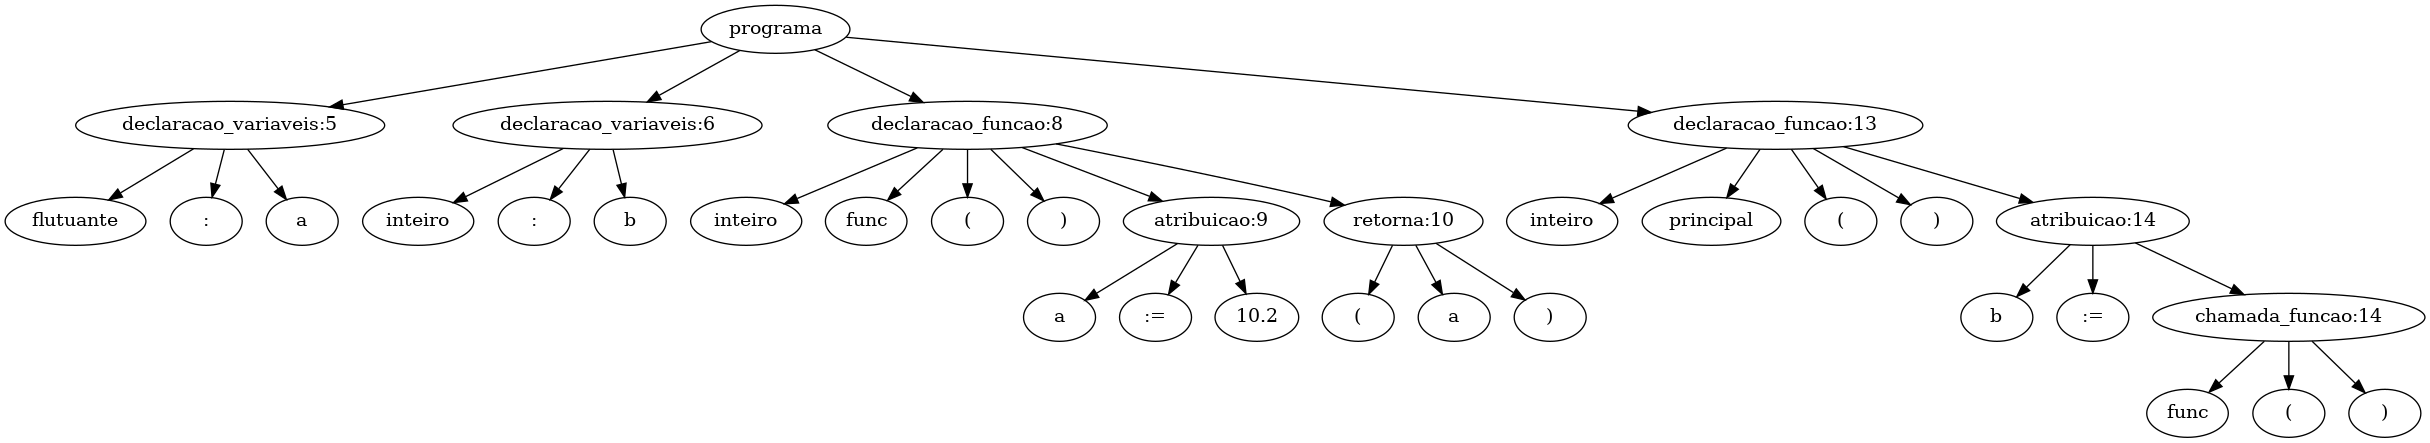 programa
declaracao_variaveis:5
declaracao_variaveis:6
declaracao_funcao:8
declaracao_funcao:13
flutuante
:
a
inteiro
:
b
inteiro
func
(
)
atribuicao:9
retorna:10
inteiro
principal
(
)
atribuicao:14
a
:=
10.2
(
a
)
b
:=
chamada_funcao:14
func
(
)